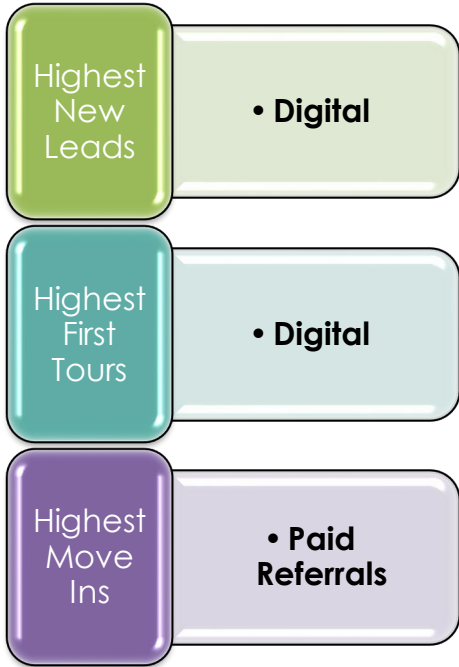 Highest
New
Leads
• Digital
Highest
First
Tours
• Digital
Highest
Move
Ins
• Paid
Referrals